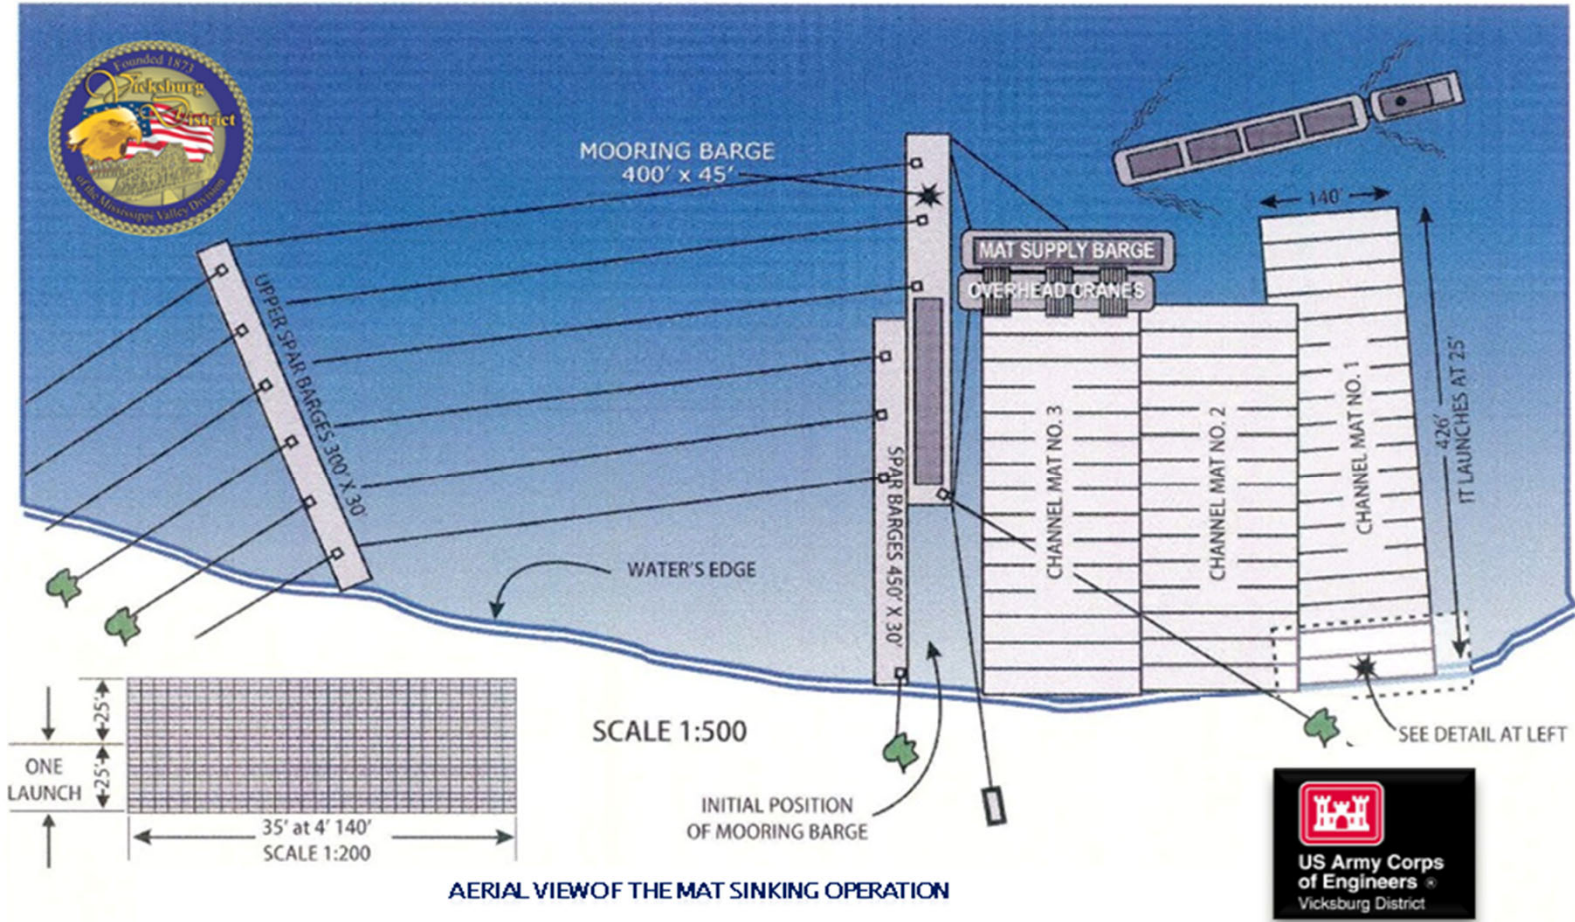 Founded 1873
Vicksburg
District
of the Mississippi Valley Division
MOORING BARGE
400' x 45'
140'
MAT SUPPLY BARGE
OVERHEAD CRANES
UPPER SPAR BARGES 300' X 30'
SPAR BARGES 450' X 30'
CHANNEL MAT NO. 3
CHANNEL MAT NO. 2
CHANNEL MAT NO. 1
426'
IT LAUNCHES AT 25'
WATER'S EDGE
SEE DETAIL AT LEFT
SCALE 1:500
INITIAL POSITION
OF MOORING BARGE
25'
25'
ONE
LAUNCH
35' at 4' 140'
SCALE 1:200
AERIAL VIEW OF THE MAT SINKING OPERATION
US Army Corps
of Engineers ®
Vicksburg District